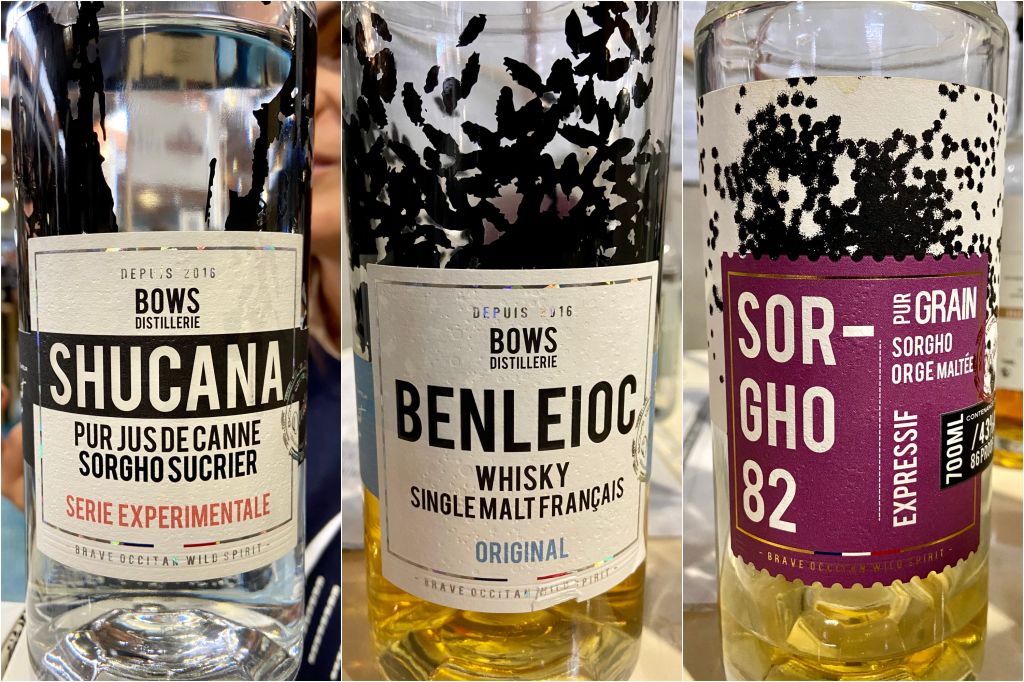 DEPUIS 2016
BOWS
DISTILLERIE
SHUCANA
PUR JUS DE CANNE
SORGHO SUCRIER
SERIE EXPERIMENTALE
- BRAVE OCCITAN WILD SPIRIT -
DEPUIS 2016
BOWS
DISTILLERIE
BENLEIOC
WHISKY
SINGLE MALT FRANÇAIS
ORIGINAL
- BRAVE OCCITAN WILD SPIRIT -
SOR-
GHO
82
PUR GRAIN
SORGHO
ORGE MALTÉE
EXPRESSIF
700ML
- BRAVE OCCITAN WILD SPIRIT -